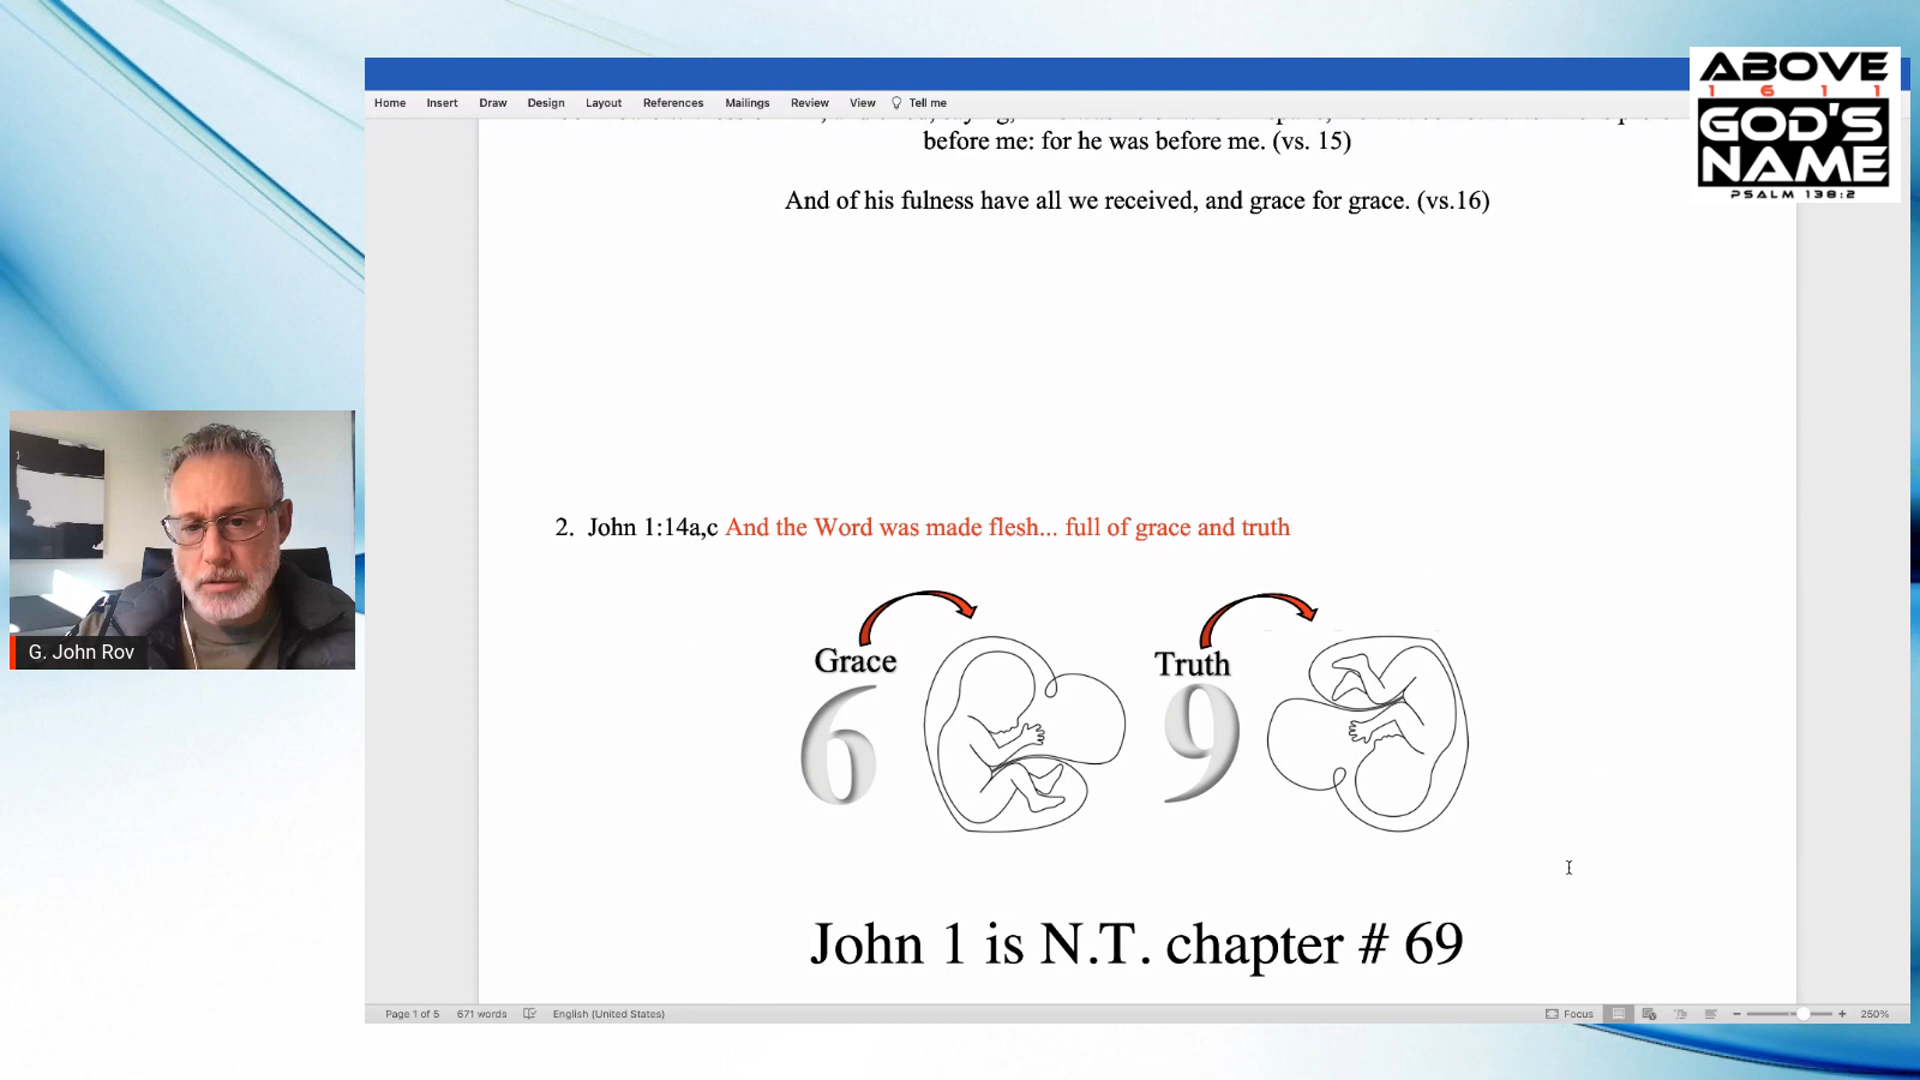 ABOVE
1 6 1 1
GOD'S
NAME
PSALM 138:2
Home Insert Draw Design Layout References Mailings Review View Tell me
before me: for he was before me. (vs. 15)
And of his fulness have all we received, and grace for grace. (vs.16)
2. John 1:14a,c And the Word was made flesh... full of grace and truth
Grace Truth
6 9
G. John Rov
John 1 is N.T. chapter # 69
Page 1 of 5 671 words English (United States) Focus 250%